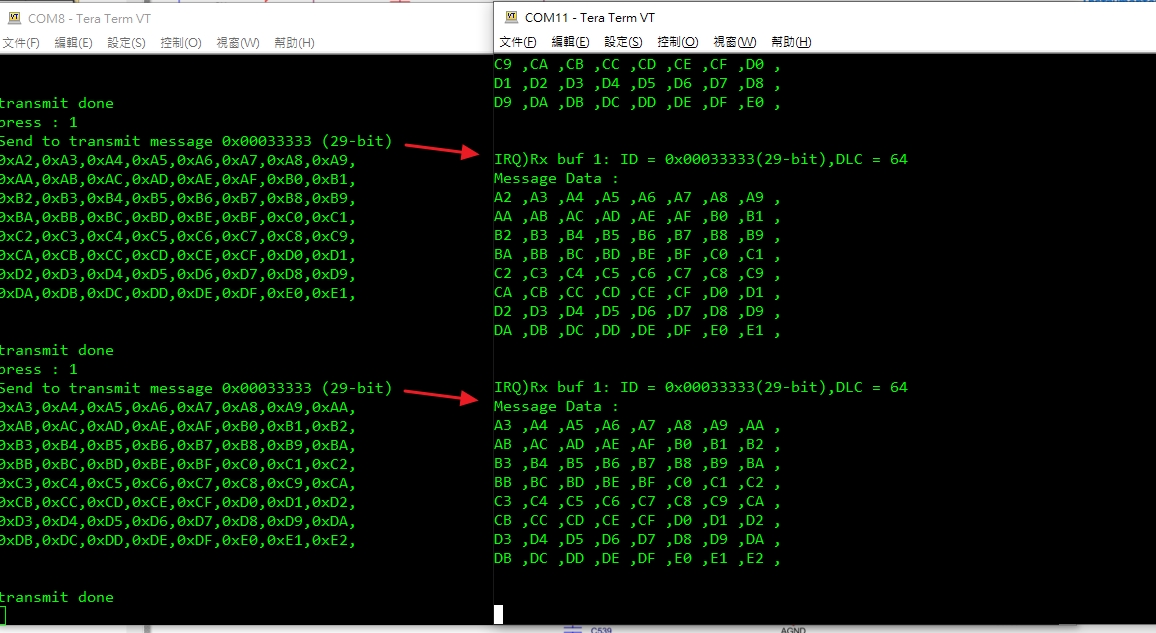 COM8 - Tera Term VT
文件(F) 編輯(E) 設定(S) 控制(O) 視窗(W) 幫助(H)
transmit done
press : 1
Send to transmit message 0x00033333 (29-bit)
0xA2,0xA3,0xA4,0xA5,0xA6,0xA7,0xA8,0xA9,
0xAA,0xAB,0xAC,0xAD,0xAE,0xAF,0xB0,0xB1,
0xB2,0xB3,0xB4,0xB5,0xB6,0xB7,0xB8,0xB9,
0xBA,0xBB,0xBC,0xBD,0xBE,0xBF,0xC0,0xC1,
0xC2,0xC3,0xC4,0xC5,0xC6,0xC7,0xC8,0xC9,
0xCA,0xCB,0xCC,0xCD,0xCE,0xCF,0xD0,0xD1,
0xD2,0xD3,0xD4,0xD5,0xD6,0xD7,0xD8,0xD9,
0xDA,0xDB,0xDC,0xDD,0xDE,0xDF,0xE0,0xE1,
transmit done
press : 1
Send to transmit message 0x00033333 (29-bit)
0xA3,0xA4,0xA5,0xA6,0xA7,0xA8,0xA9,0xAA,
0xAB,0xAC,0xAD,0xAE,0xAF,0xB0,0xB1,0xB2,
0xB3,0xB4,0xB5,0xB6,0xB7,0xB8,0xB9,0xBA,
0xBB,0xBC,0xBD,0xBE,0xBF,0xC0,0xC1,0xC2,
0xC3,0xC4,0xC5,0xC6,0xC7,0xC8,0xC9,0xCA,
0xCB,0xCC,0xCD,0xCE,0xCF,0xD0,0xD1,0xD2,
0xD3,0xD4,0xD5,0xD6,0xD7,0xD8,0xD9,0xDA,
0xDB,0xDC,0xDD,0xDE,0xDF,0xE0,0xE1,0xE2,
transmit done
COM11 - Tera Term VT
文件(F) 編輯(E) 設定(S) 控制(O) 視窗(W) 幫助(H)
C9 ,CA ,CB ,CC ,CD ,CE ,CF ,D0 ,
D1 ,D2 ,D3 ,D4 ,D5 ,D6 ,D7 ,D8 ,
D9 ,DA ,DB ,DC ,DD ,DE ,DF ,E0 ,
IRQ)Rx buf 1: ID = 0x00033333(29-bit),DLC = 64
Message Data :
A2 ,A3 ,A4 ,A5 ,A6 ,A7 ,A8 ,A9 ,
AA ,AB ,AC ,AD ,AE ,AF ,B0 ,B1 ,
B2 ,B3 ,B4 ,B5 ,B6 ,B7 ,B8 ,B9 ,
BA ,BB ,BC ,BD ,BE ,BF ,C0 ,C1 ,
C2 ,C3 ,C4 ,C5 ,C6 ,C7 ,C8 ,C9 ,
CA ,CB ,CC ,CD ,CE ,CF ,D0 ,D1 ,
D2 ,D3 ,D4 ,D5 ,D6 ,D7 ,D8 ,D9 ,
DA ,DB ,DC ,DD ,DE ,DF ,E0 ,E1 ,
IRQ)Rx buf 1: ID = 0x00033333(29-bit),DLC = 64
Message Data :
A3 ,A4 ,A5 ,A6 ,A7 ,A8 ,A9 ,AA ,
AB ,AC ,AD ,AE ,AF ,B0 ,B1 ,B2 ,
B3 ,B4 ,B5 ,B6 ,B7 ,B8 ,B9 ,BA ,
BB ,BC ,BD ,BE ,BF ,C0 ,C1 ,C2 ,
C3 ,C4 ,C5 ,C6 ,C7 ,C8 ,C9 ,CA ,
CB ,CC ,CD ,CE ,CF ,D0 ,D1 ,D2 ,
D3 ,D4 ,D5 ,D6 ,D7 ,D8 ,D9 ,DA ,
DB ,DC ,DD ,DE ,DF ,E0 ,E1 ,E2 ,
C539
AGND